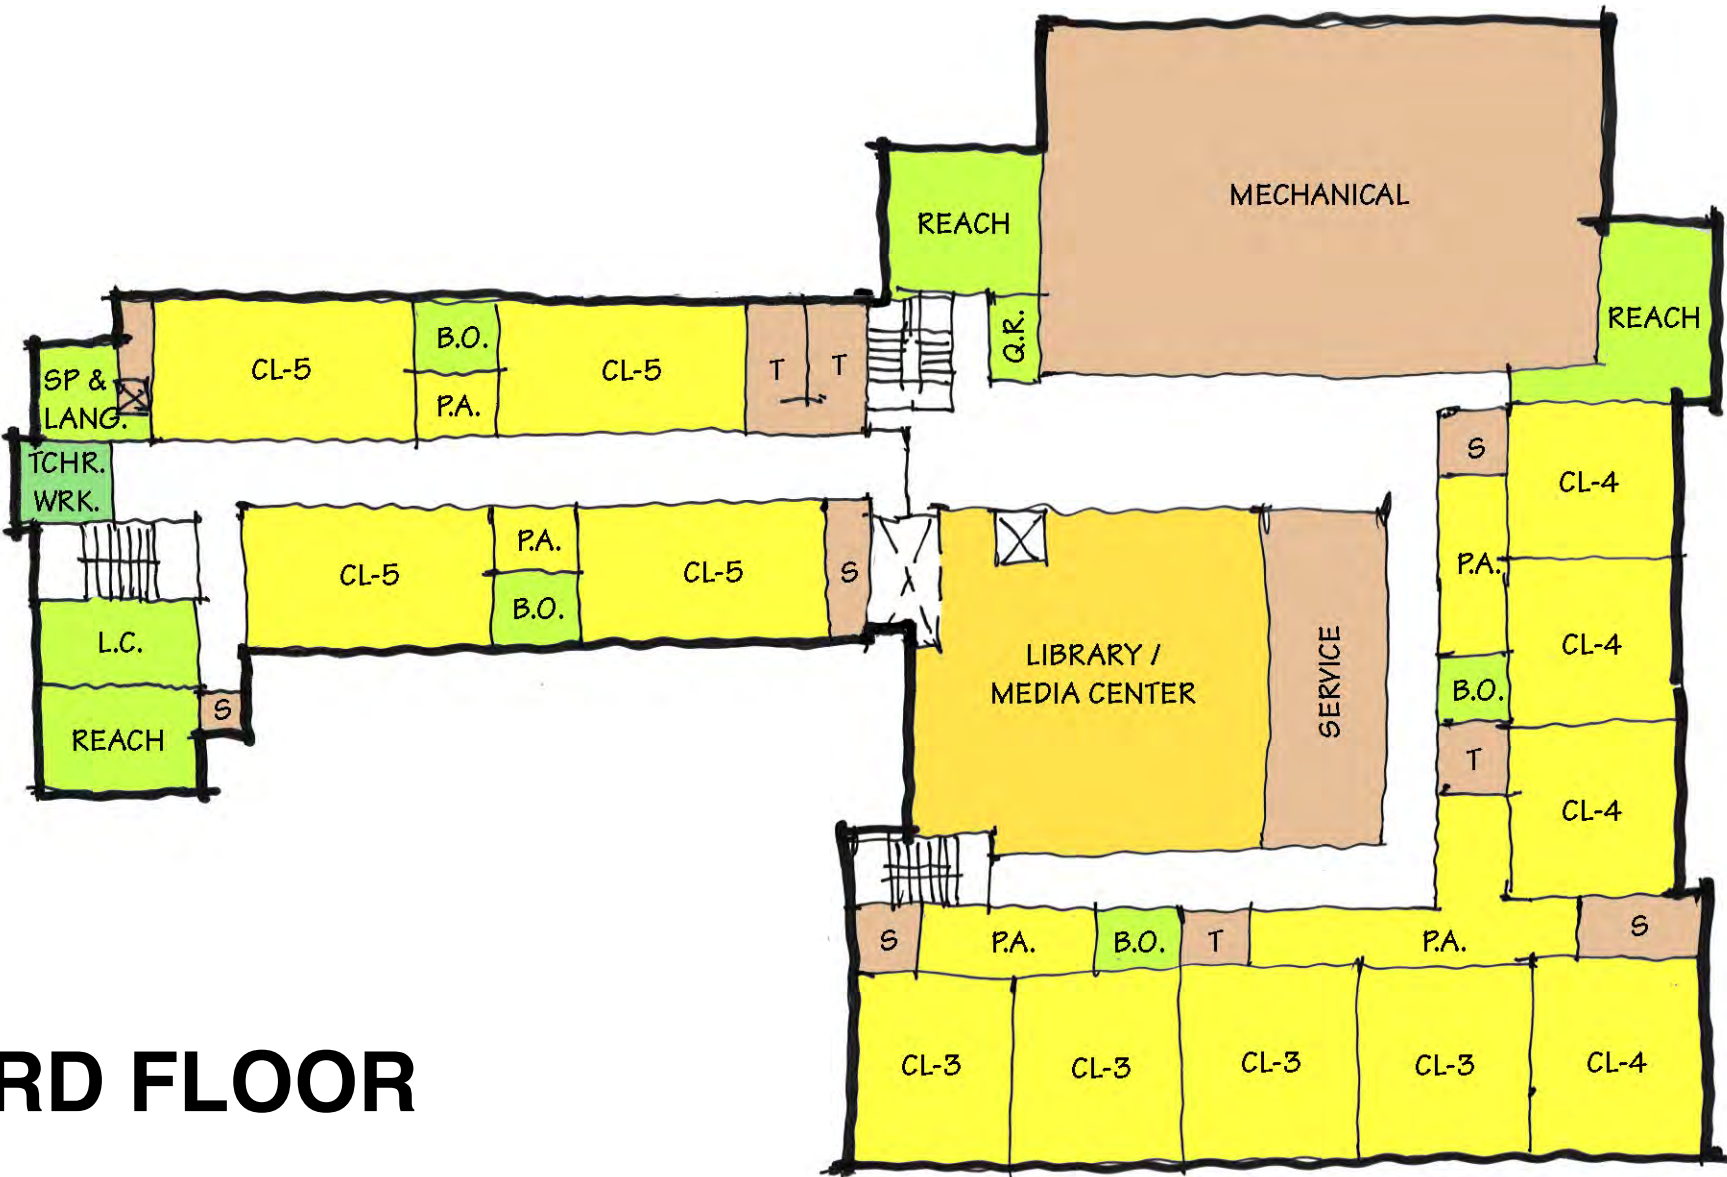 MECHANICAL
REACH
REACH
Q.R.
B.O.
CL-5
CL-5
T
T
P.A.
SP &
LANG.
TCHR.
WRK.
S
CL-4
P.A.
CL-5
P.A.
B.O.
CL-5
S
P.A.
CL-4
L.C.
LIBRARY /
MEDIA CENTER
SERVICE
B.O.
S
REACH
T
CL-4
S
P.A.
B.O.
T
P.A.
S
CL-3
CL-3
CL-3
CL-3
CL-4
RD FLOOR